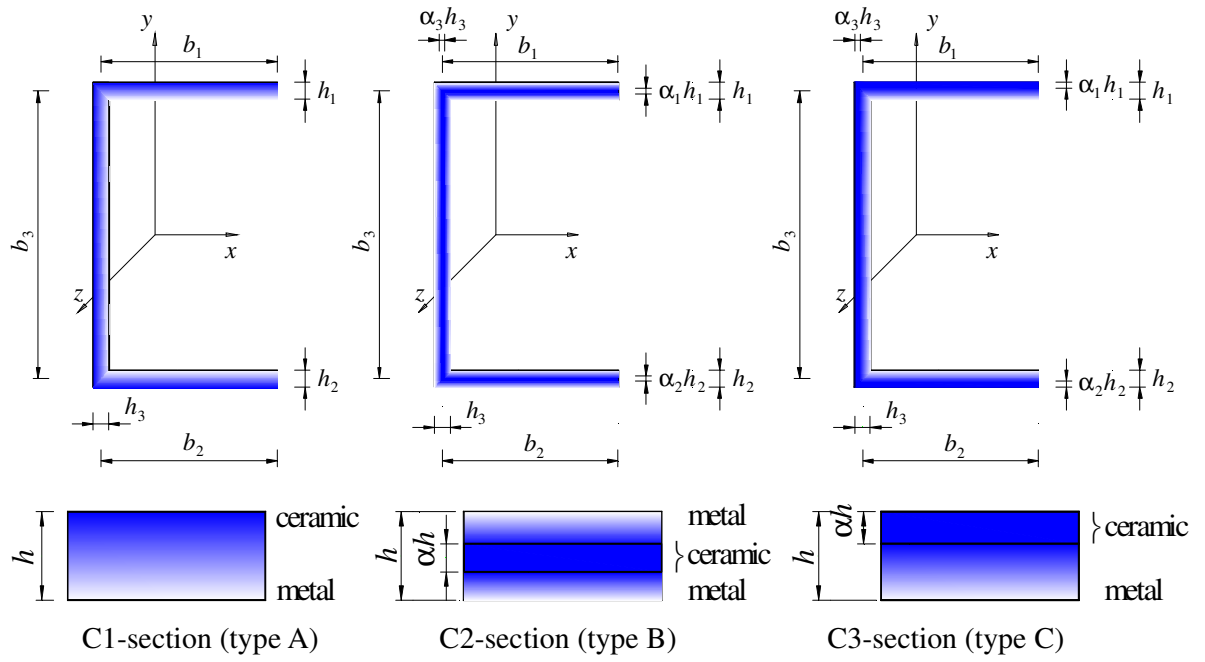 y
b₁
h₁
b₃
x
z
h₂
h₃
b₂
α₃h₃
y
b₁
α₁h₁
h₁
b₃
x
z
α₂h₂
h₂
h₃
b₂
α₃h₃
y
b₁
α₁h₁
h₁
b₃
x
z
α₂h₂
h₂
h₃
b₂
h
ceramic
metal
C1-section (type A)
h
αh
metal
ceramic
metal
C2-section (type B)
h
αh
ceramic
metal
C3-section (type C)